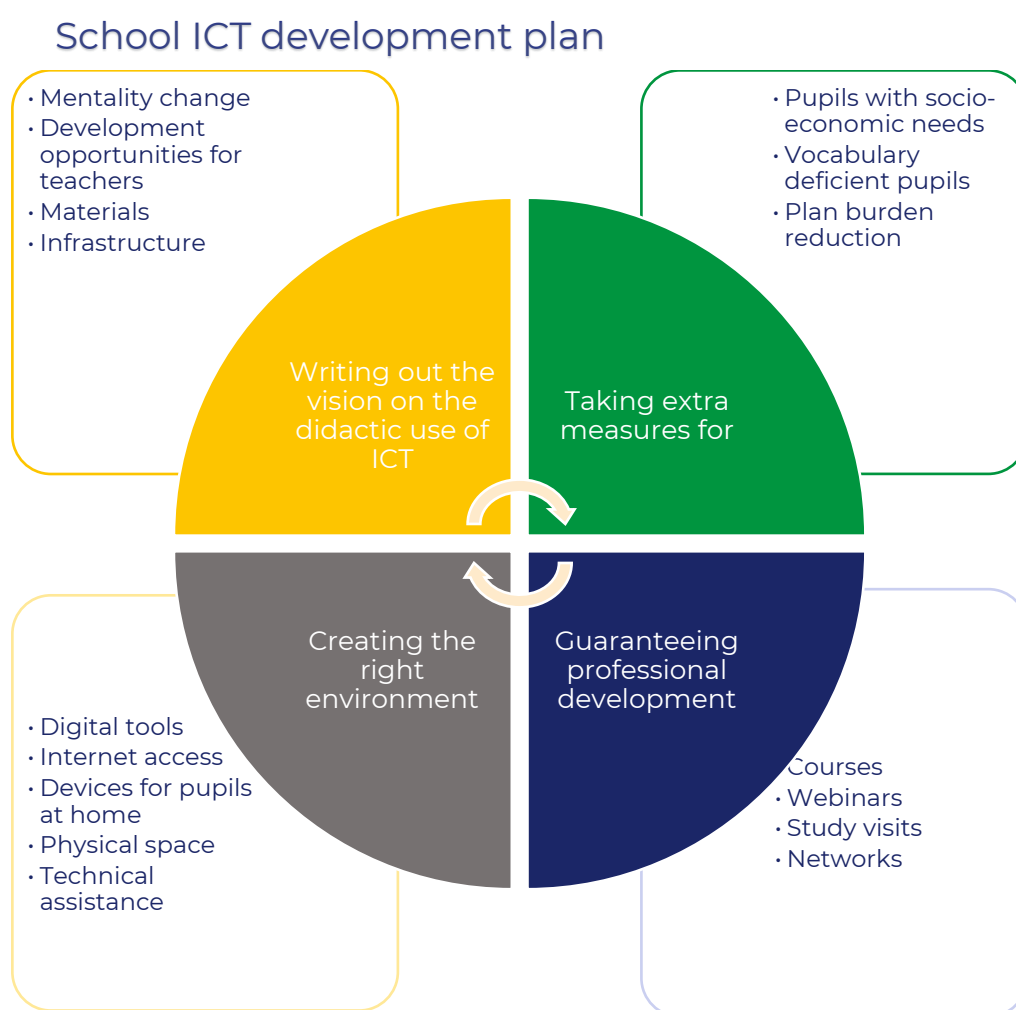 School ICT development plan
· Mentality change
· Development
opportunities for
teachers
· Materials
· Infrastructure
· Pupils with socio-
economic needs
· Vocabulary
deficient pupils
· Plan burden
reduction
Writing out the
vision on the
didactic use of
ICT
Taking extra
measures for
Creating the
right
environment
Guaranteeing
professional
development
· Digital tools
· Internet access
· Devices for pupils
at home
· Physical space
· Technical
assistance
Courses
· Webinars
· Study visits
· Networks